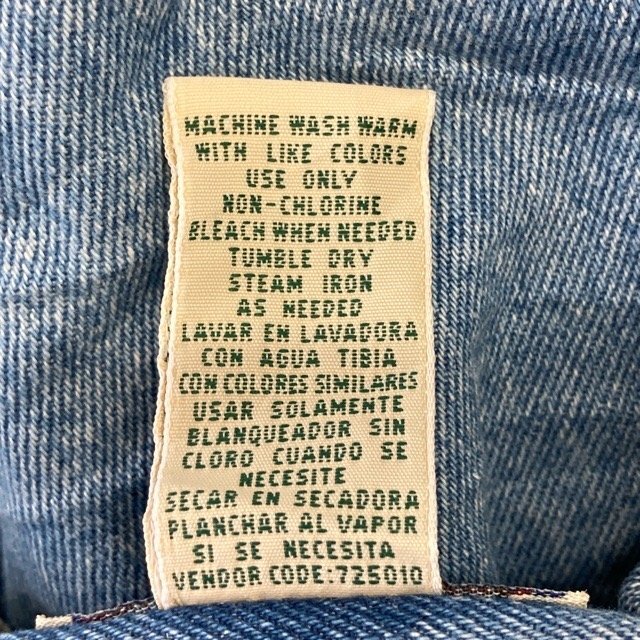 MACHINE WASH WARM
WITH LIKE COLORS
USE ONLY
NON-CHLORINE
BLEACH WHEN NEEDED
TUMBLE DRY
STEAM IRON
AS NEEDED
LAVAR EN LAVADORA
CON AGUA TIBIA
CON COLORES SIMILARES
USAR SOLAMENTE
BLANQUEADOR SIN
CLORO CUANDO SE
NECESITE
SECAR EN SECADORA
PLANCHAR AL VAPOR
SI SE NECESITA
VENDOR CODE:725010